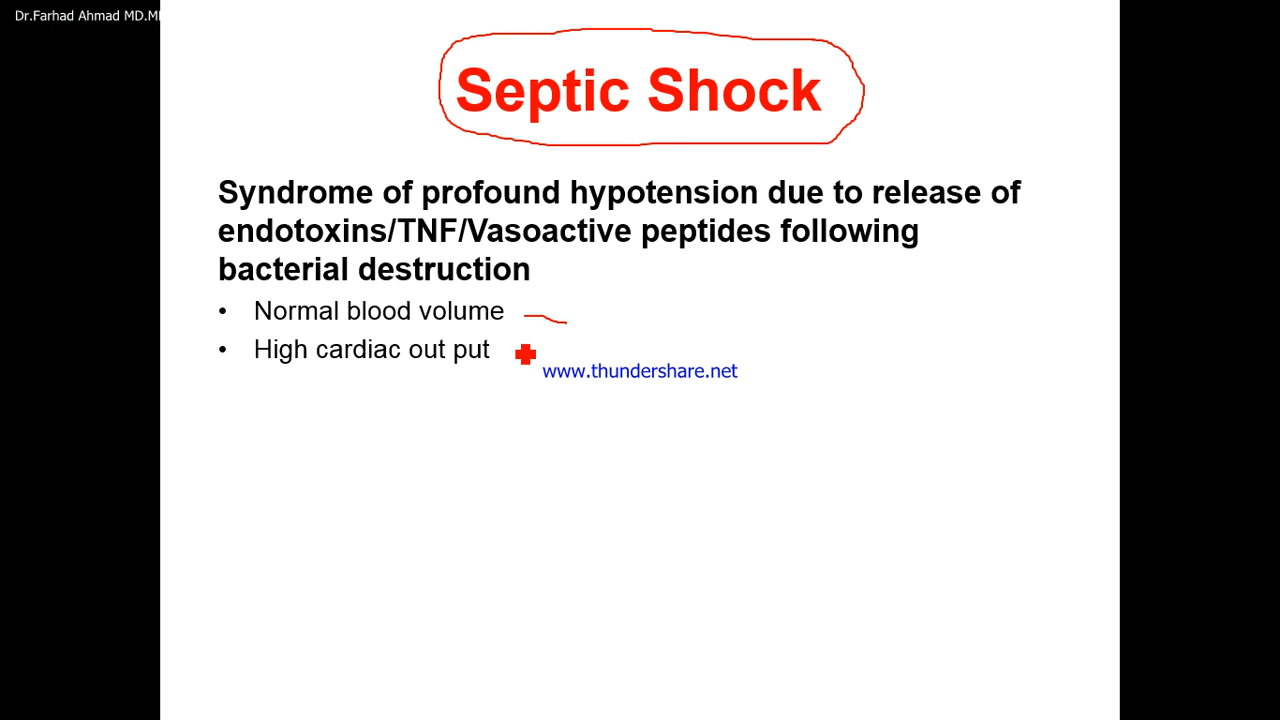 Dr.Farhad Ahmad MD.
Septic Shock
Syndrome of profound hypotension due to release of
endotoxins/TNF/Vasoactive peptides following
bacterial destruction
• Normal blood volume
• High cardiac out put
www.thundershare.net